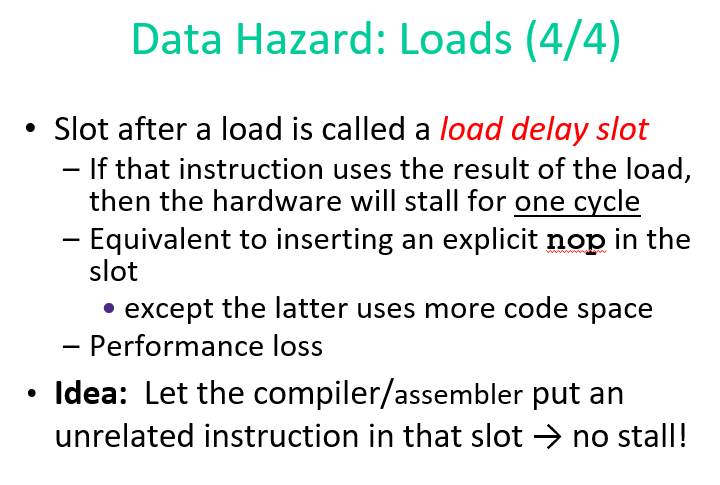 Data Hazard: Loads (4/4)
• Slot after a load is called a load delay slot
– If that instruction uses the result of the load,
then the hardware will stall for one cycle
– Equivalent to inserting an explicit nop in the
slot
• except the latter uses more code space
– Performance loss
• Idea: Let the compiler/assembler put an
unrelated instruction in that slot → no stall!